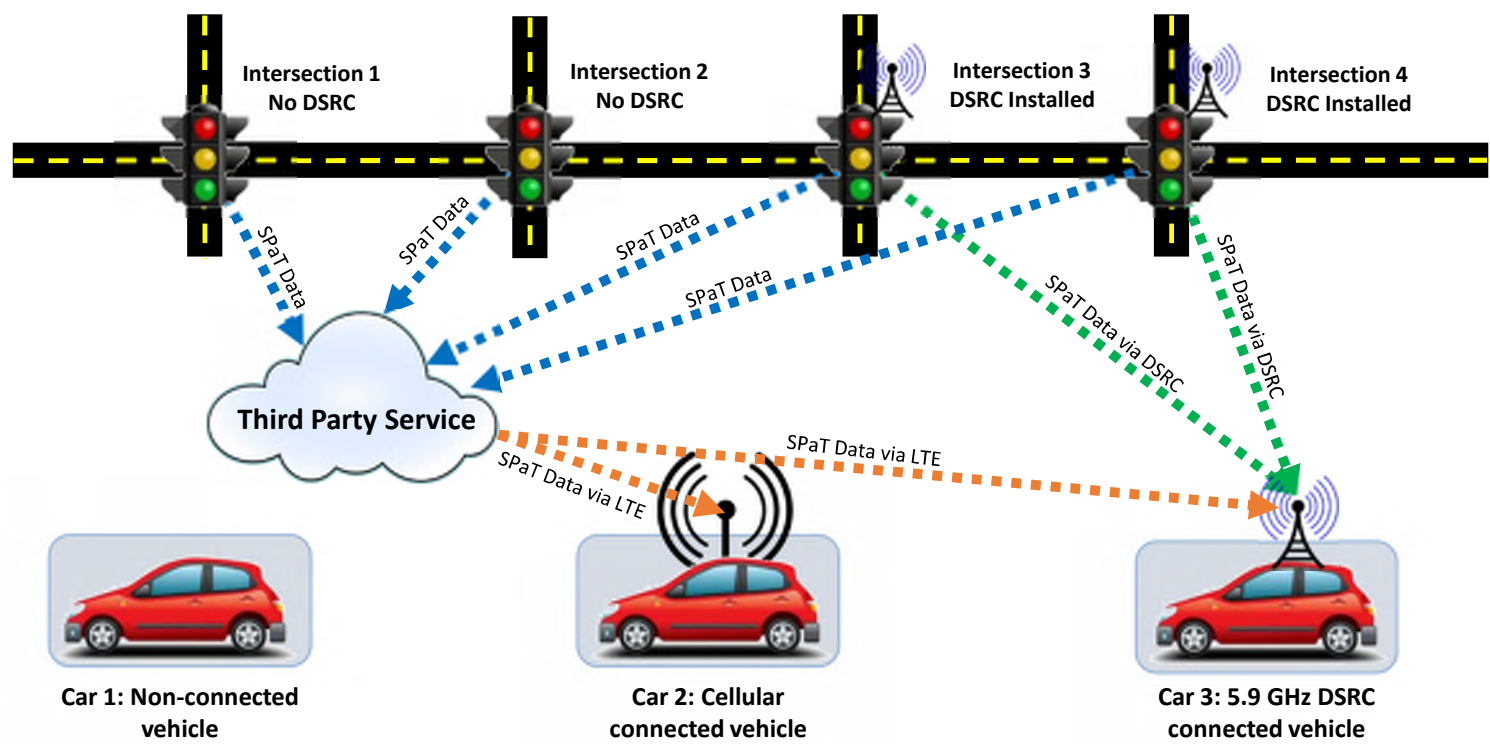 Intersection 1
No DSRC
Intersection 2
No DSRC
Intersection 3
DSRC Installed
Intersection 4
DSRC Installed
SPaT Data
SPaT Data
SPaT Data
SPaT Data
SPaT Data via DSRC
SPaT Data via DSRC
Third Party Service
SPaT Data via LTE
SPaT Data via LTE
Car 1: Non-connected
vehicle
Car 2: Cellular
connected vehicle
Car 3: 5.9 GHz DSRC
connected vehicle